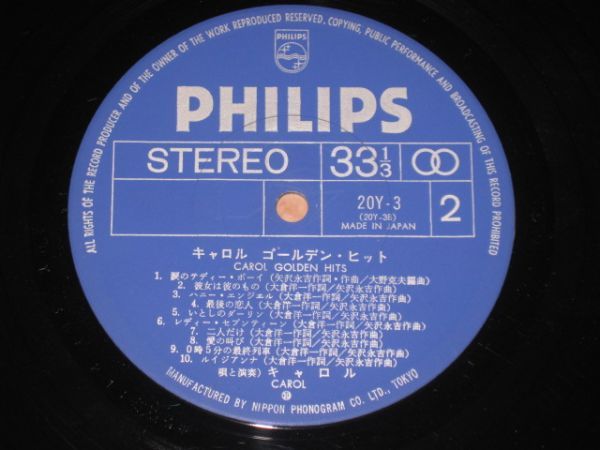 ALL RIGHTS OF THE RECORD PRODUCER AND OF THE OWNER OF THE WORK REPRODUCED RESERVED, COPYING, PUBLIC PERFORMANCE AND BROADCASTING OF THIS RECORD PROHIBITED
PHILIPS
PHILIPS
STEREO 33 1/3
20Y-3
(20Y-3B)
MADE IN JAPAN
2
キャロル ゴールデン・ヒット
CAROL GOLDEN HITS
1. 涙のテディー・ボーイ(矢沢永吉作詞・作曲/大野克夫編曲)
2. 彼女は彼のもの(大倉洋一作詞/矢沢永吉作曲)
3. ハニー・エンジェル(大倉洋一作詞/矢沢永吉作曲)
4. 最後の恋人(大倉洋一作詞/矢沢永吉作曲)
5. いとしのダーリン(大倉洋一作詞/矢沢永吉作曲)
6. レディー・セブンティーン(大倉洋一作詞/矢沢永吉作曲)
7. 二人だけ(大倉洋一作詞/矢沢永吉作曲)
8. 愛の叫び(大倉洋一作詞/矢沢永吉作曲)
9. 0時5分の最終列車(大倉洋一作詞/矢沢永吉作曲)
10. ルイジアンナ(大倉洋一作詞/矢沢永吉作曲)
唄と演奏)キャロル
CAROL
MANUFACTURED BY NIPPON PHONOGRAM CO. LTD., TOKYO